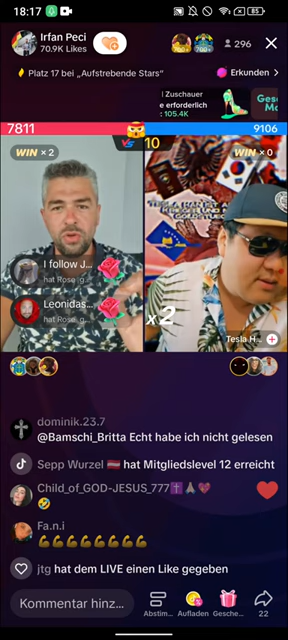 18:17
85
Irfan Peci
70.9K Likes
296
Platz 17 bei „Aufstrebende Stars“
Erkunden
Zuschauer
e erforderlich
: 105.4K
7811
VS
9106
WIN × 2
10
WIN × 0
x2
I follow J...
hat Rose g...
Leonidas...
hat Rose g...
Tesla H...
dominik.23.7
@Bamschi_Britta Echt habe ich nicht gelesen
Sepp Wurzel 🇦🇹 hat Mitgliedslevel 12 erreicht
Child_of_GOD-JESUS_777✝️🙏💖
🤣
Fa.n.i
💪💪💪💪💪💪💪💪
jtg hat dem LIVE einen Like gegeben
Kommentar hinz...
Abstim...
Aufladen
Gesche...
22